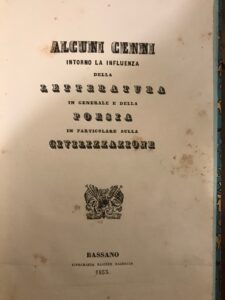 ALCUNI CENNI
INTORNO LA INFLUENZA
DELLA
LETTERATURA
IN GENERALE E DELLA
POESIA
IN PARTICOLARE SULLA
CIVILIZZAZIONE
BASSANO